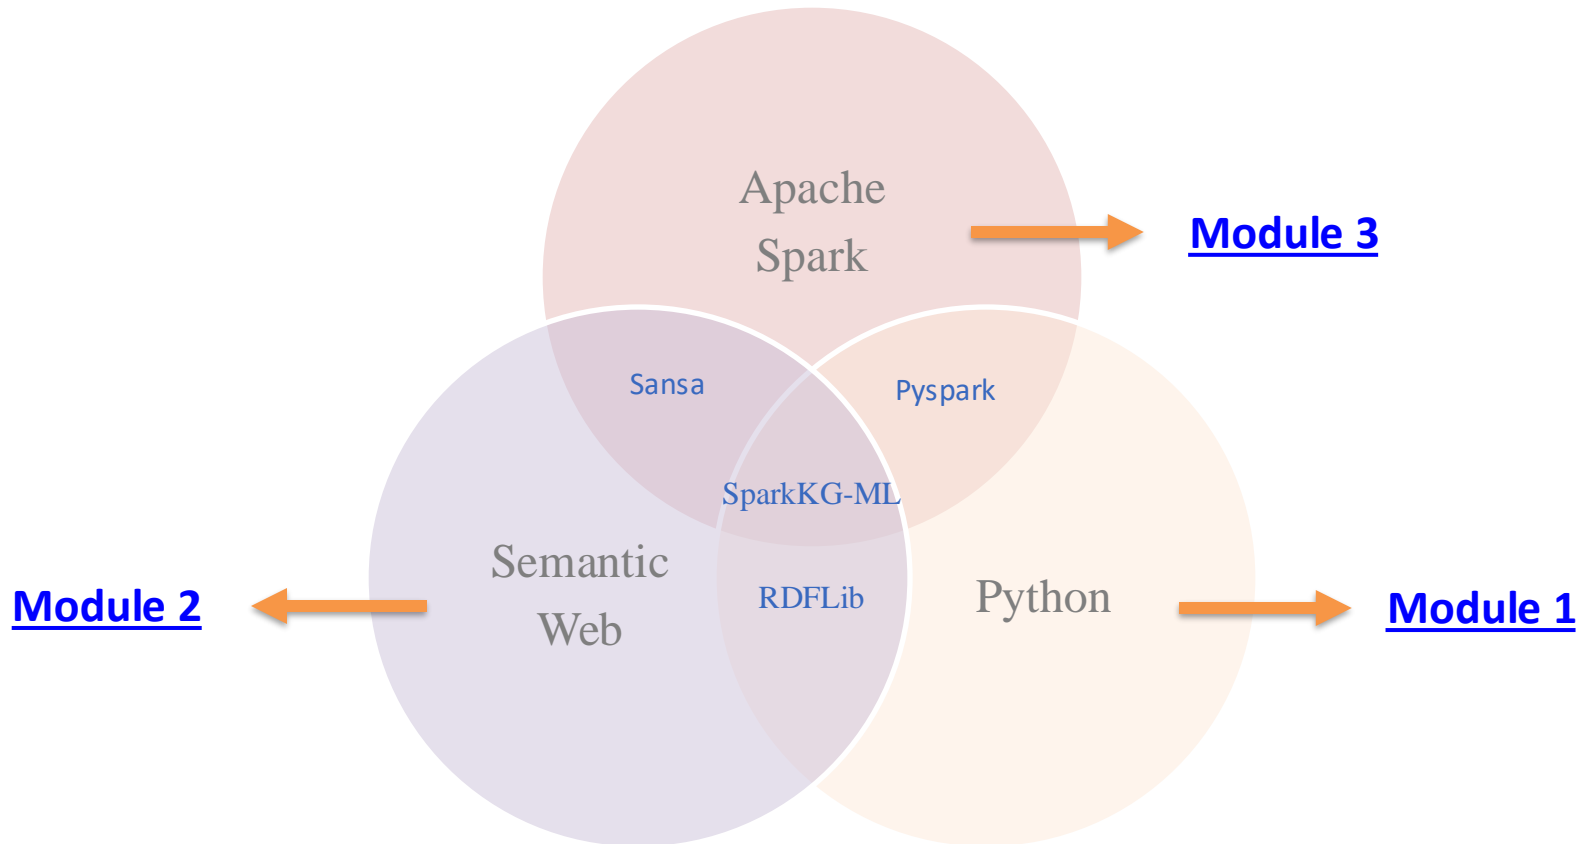 Apache
Spark
Module 3
Sansa
Pyspark
SparkKG-ML
Semantic
Web
RDFLib
Python
Module 2
Module 1